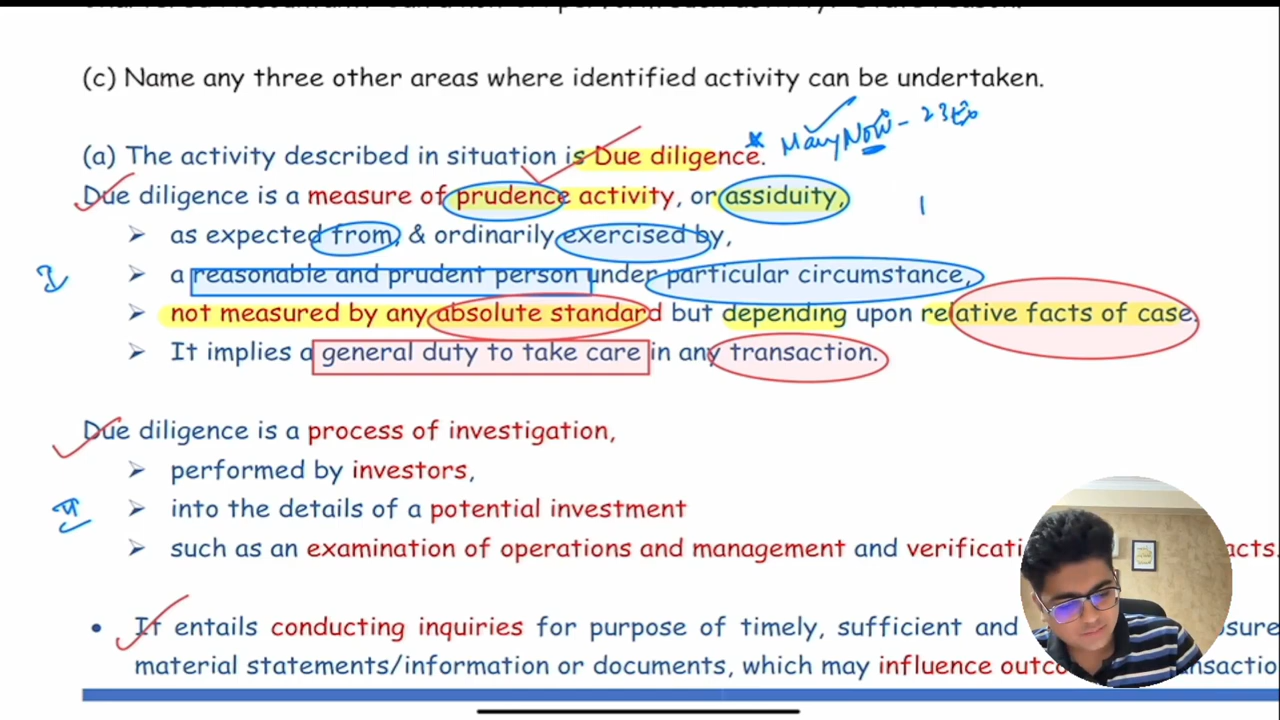 (c) Name any three other areas where identified activity can be undertaken.
(a) The activity described in situation is Due diligence.
Due diligence is a measure of prudence activity, or assiduity,
➢ as expected from, & ordinarily exercised by,
➢ a reasonable and prudent person under particular circumstance,
➢ not measured by any absolute standard but depending upon relative facts of case.
➢ It implies a general duty to take care in any transaction.
Due diligence is a process of investigation,
➢ performed by investors,
➢ into the details of a potential investment
➢ such as an examination of operations and management and
• It entails conducting inquiries for purpose of timely, sufficient and
material statements/information or documents, which may influence